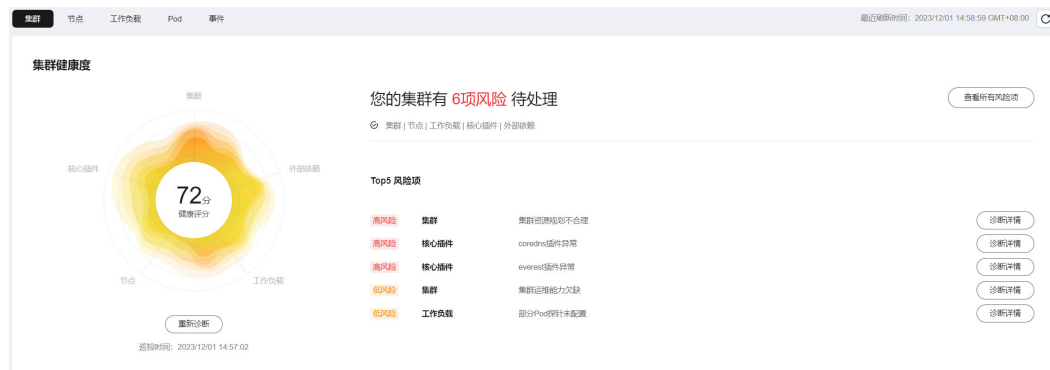 集群 节点 工作负载 Pod 事件 最近刷新时间：2023/12/01 14:58:59 GMT+08:00
集群健康度
集群
外部依赖
核心插件
72分
健康评分
节点
工作负载
重新诊断
巡检时间：2023/12/01 14:57:02
您的集群有 6项风险 待处理 查看所有风险项
集群 | 节点 | 工作负载 | 核心插件 | 外部依赖
Top5 风险项
高风险 集群 集群资源规划不合理 诊断详情
高风险 核心插件 coredns插件异常 诊断详情
高风险 核心插件 everest插件异常 诊断详情
低风险 集群 集群运维能力欠缺 诊断详情
低风险 工作负载 部分Pod探针未配置 诊断详情